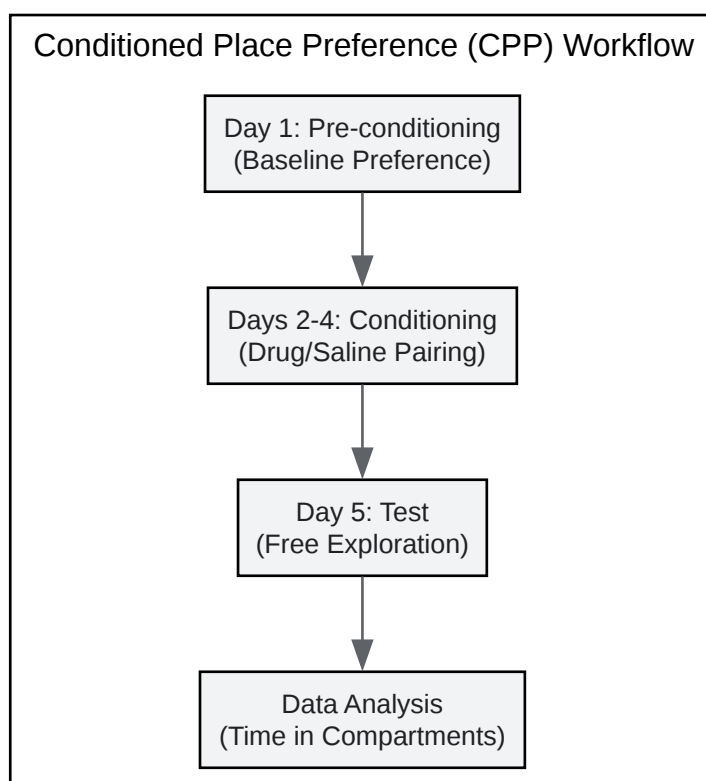 Conditioned Place Preference (CPP) Workflow
Day 1: Pre-conditioning
(Baseline Preference)
Days 2-4: Conditioning
(Drug/Saline Pairing)
Day 5: Test
(Free Exploration)
Data Analysis
(Time in Compartments)